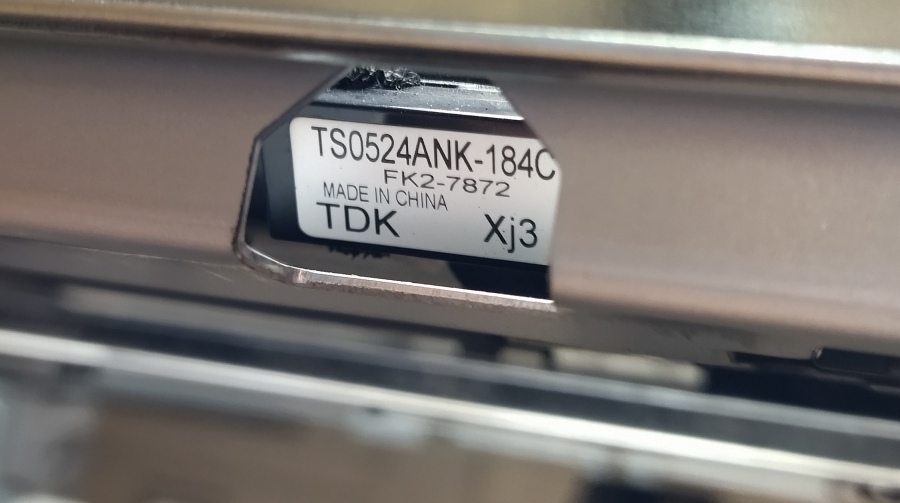 TS0524ANK-184C
FK2-7872
MADE IN CHINA
TDK Xj3